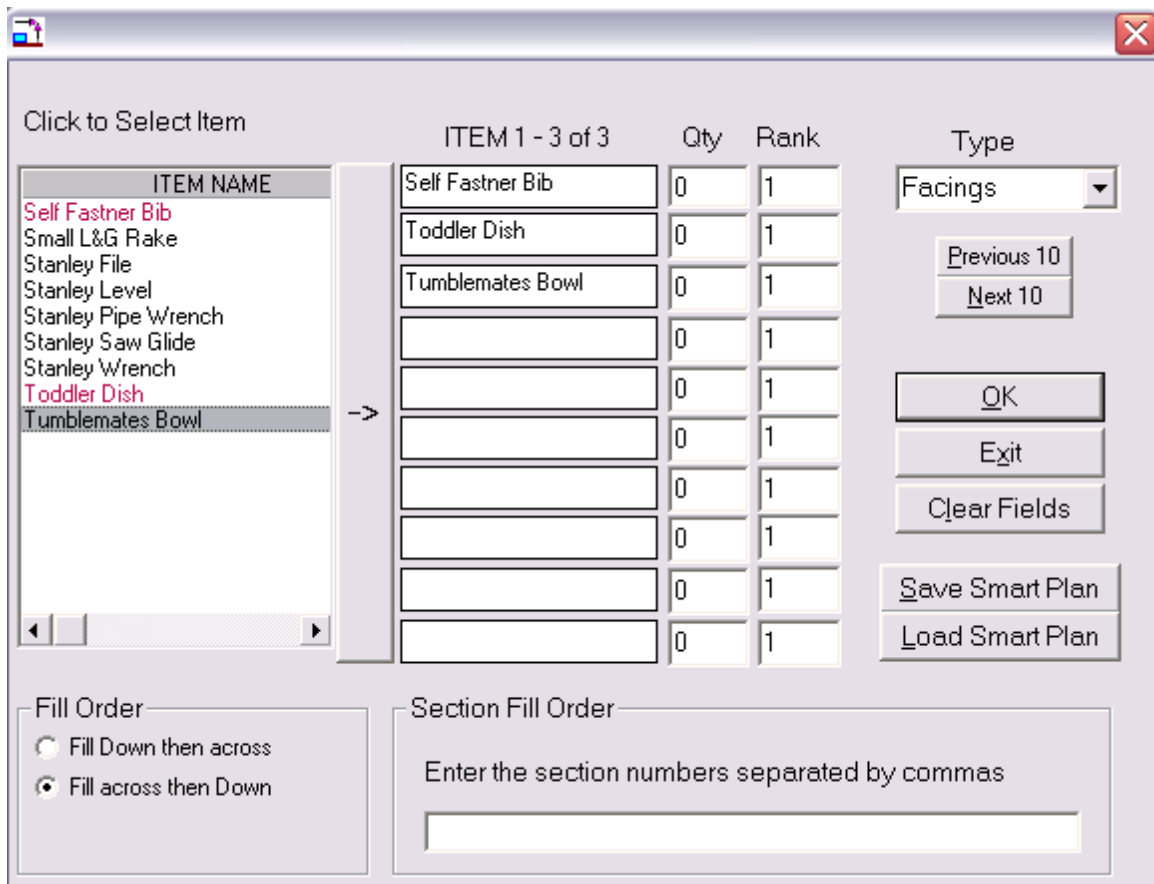 Click to Select Item
ITEM 1 - 3 of 3
Qty
Rank
Type
ITEM NAME
Self Fastner Bib
Small L&G Rake
Stanley File
Stanley Level
Stanley Pipe Wrench
Stanley Saw Glide
Stanley Wrench
Toddler Dish
Tumblemates Bowl
->
Self Fastner Bib 0 1
Toddler Dish 0 1
Tumblemates Bowl 0 1
0 1
0 1
0 1
0 1
0 1
0 1
0 1
Facings
Previous 10
Next 10
OK
Exit
Clear Fields
Save Smart Plan
Load Smart Plan
Fill Order
Fill Down then across
Fill across then Down
Section Fill Order
Enter the section numbers separated by commas